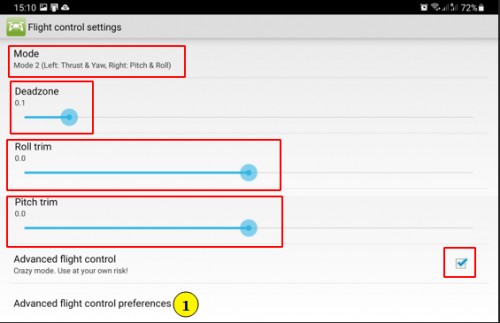 15:10 72%
Flight control settings
Mode
Mode 2 (Left: Thrust & Yaw, Right: Pitch & Roll)
Deadzone
0.1
Roll trim
0.0
Pitch trim
0.0
Advanced flight control
Crazy mode. Use at your own risk!
Advanced flight control preferences 1